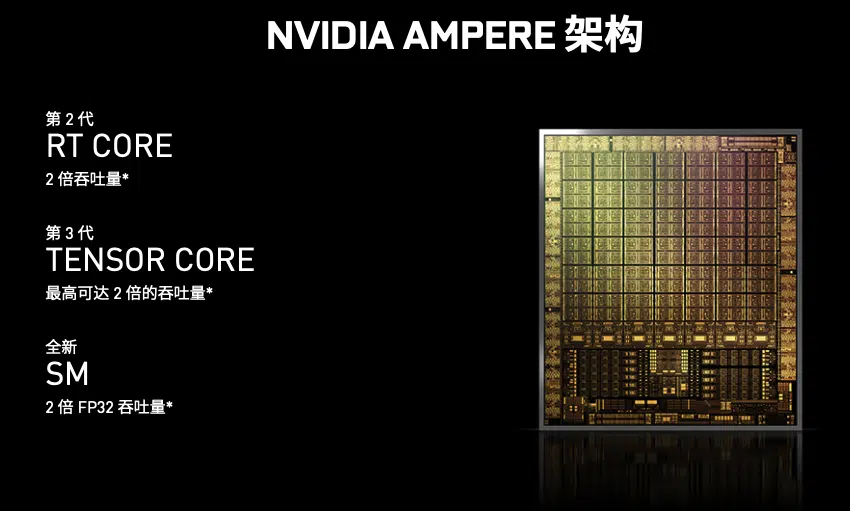 NVIDIA AMPERE 架构
第 2 代
RT CORE
2 倍吞吐量*
第 3 代
TENSOR CORE
最高可达 2 倍的吞吐量*
全新
SM
2 倍 FP32 吞吐量*